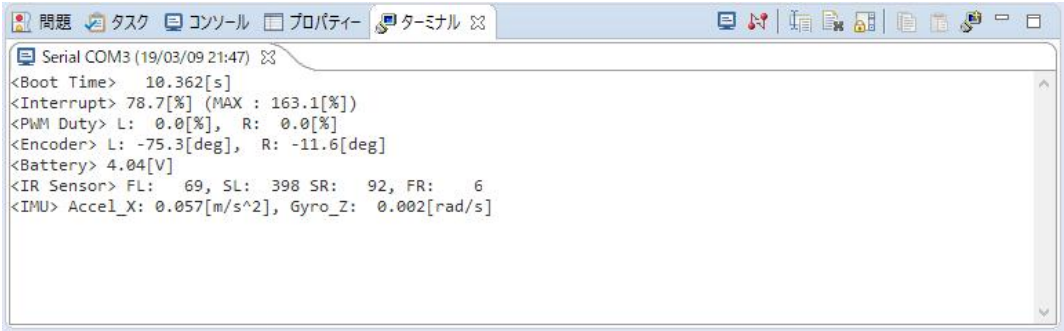 問題 タスク コンソール プロパティー ターミナル
Serial COM3 (19/03/09 21:47)
<Boot Time>   10.362[s]
<Interrupt> 78.7[%] (MAX : 163.1[%])
<PWM Duty> L:  0.0[%],  R:  0.0[%]
<Encoder> L: -75.3[deg],  R: -11.6[deg]
<Battery> 4.04[V]
<IR Sensor> FL:   69, SL:  398 SR:   92, FR:    6
<IMU> Accel_X: 0.057[m/s^2], Gyro_Z:  0.002[rad/s]